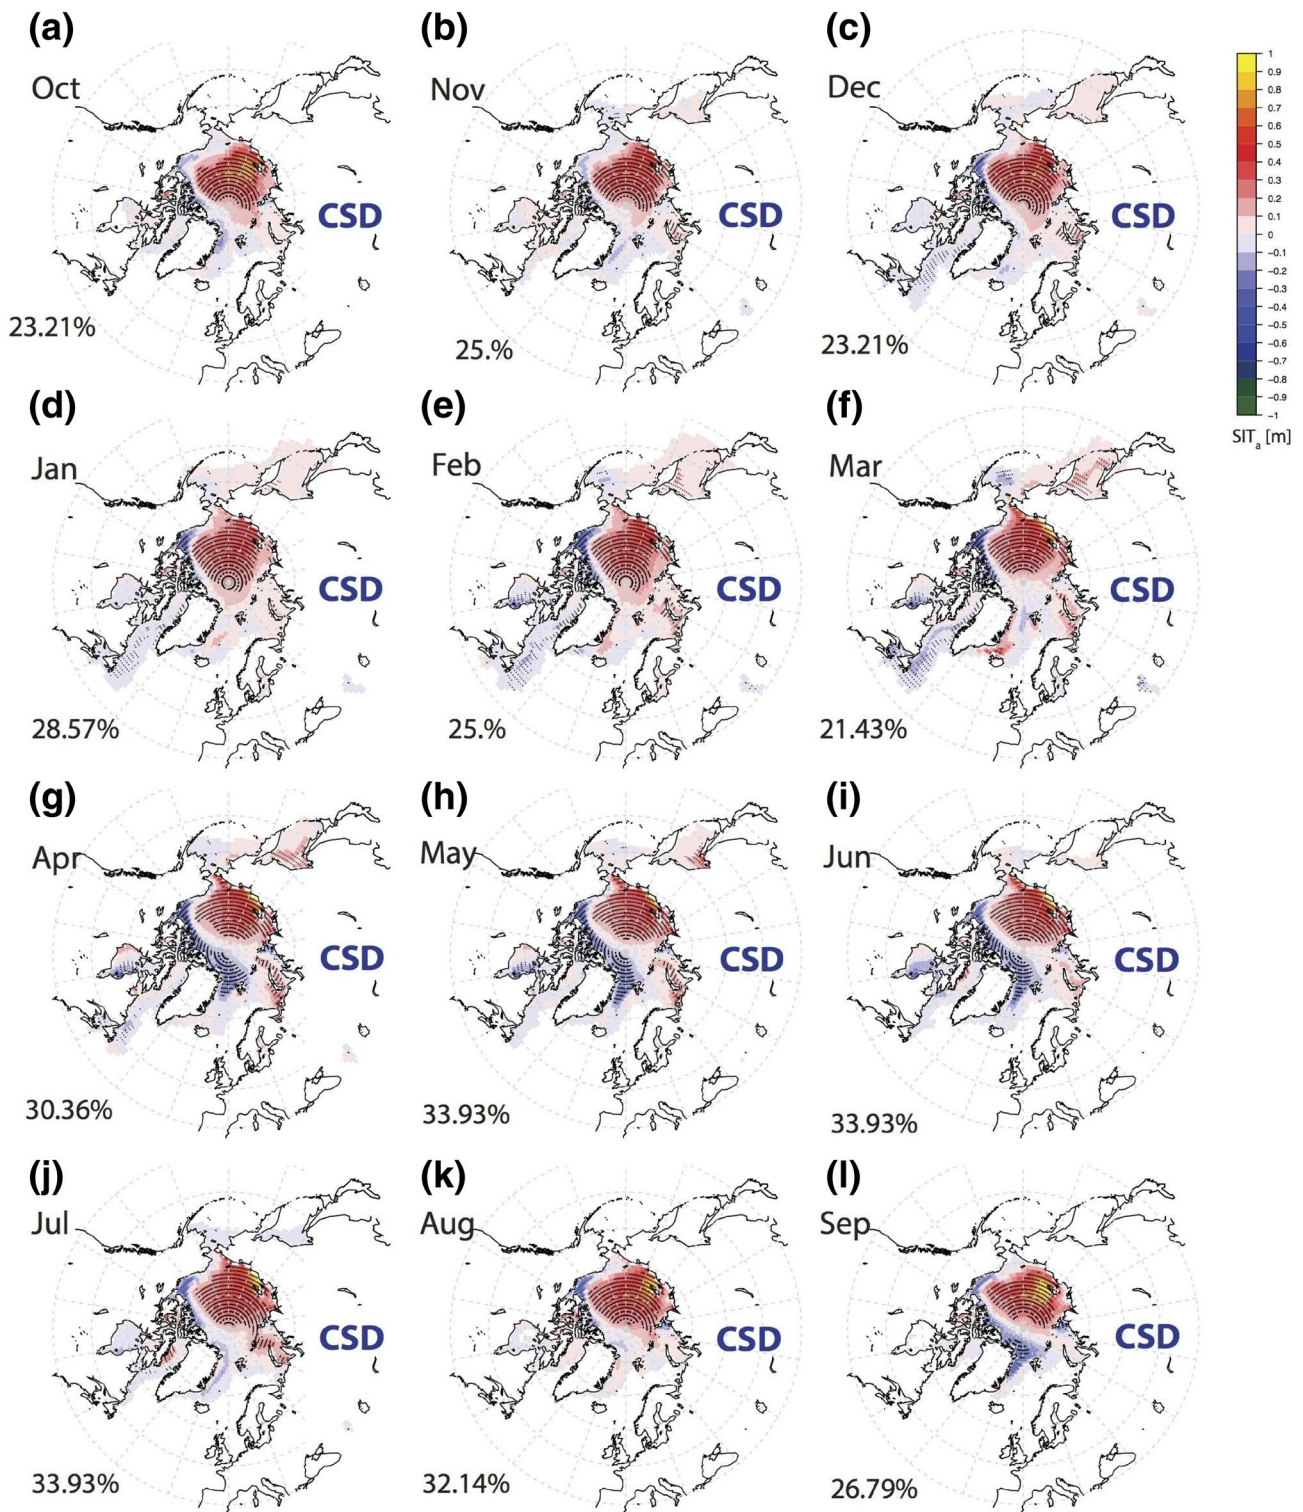 (a)
(b)
(c)
Oct
Nov
Dec
CSD
CSD
CSD
23.21%
25.%
23.21%
1
0.9
0.8
0.7
0.6
0.5
0.4
0.3
0.2
0.1
0
−0.1
−0.2
−0.3
−0.4
−0.5
−0.6
−0.7
−0.8
−0.9
−1
SITa [m]
(d)
(e)
(f)
Jan
Feb
Mar
CSD
CSD
CSD
28.57%
25.%
21.43%
(g)
(h)
(i)
Apr
May
Jun
CSD
CSD
CSD
30.36%
33.93%
33.93%
(j)
(k)
(l)
Jul
Aug
Sep
CSD
CSD
CSD
33.93%
32.14%
26.79%